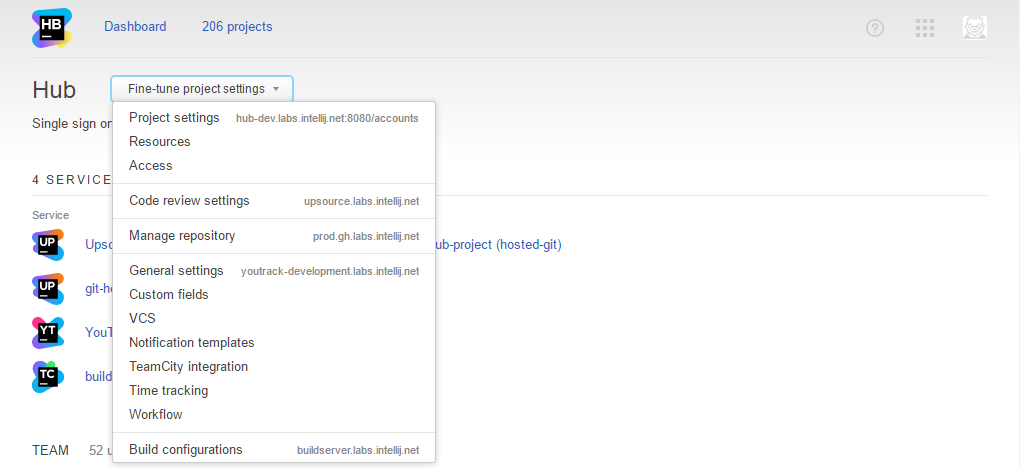 HB
Dashboard 206 projects
?
Hub Fine-tune project settings
Single sign on
Project settings hub-dev.labs.intellij.net:8080/accounts
Resources
Access
4 SERVICE
Code review settings upsource.labs.intellij.net
Service
Manage repository prod.gh.labs.intellij.net
UP Upso ub-project (hosted-git)
General settings youtrack-development.labs.intellij.net
UP git-h
Custom fields
VCS
YT YouT
Notification templates
TeamCity integration
TC build
Time tracking
Workflow
TEAM 52 u
Build configurations buildserver.labs.intellij.net